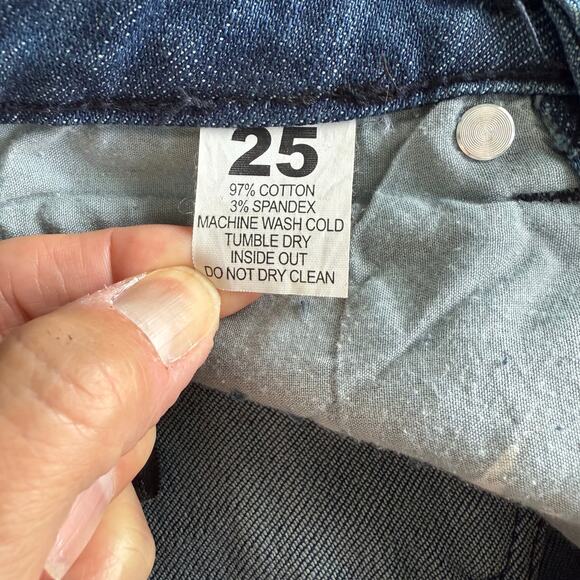 25
97% COTTON
3% SPANDEX
MACHINE WASH COLD
TUMBLE DRY
INSIDE OUT
DO NOT DRY CLEAN